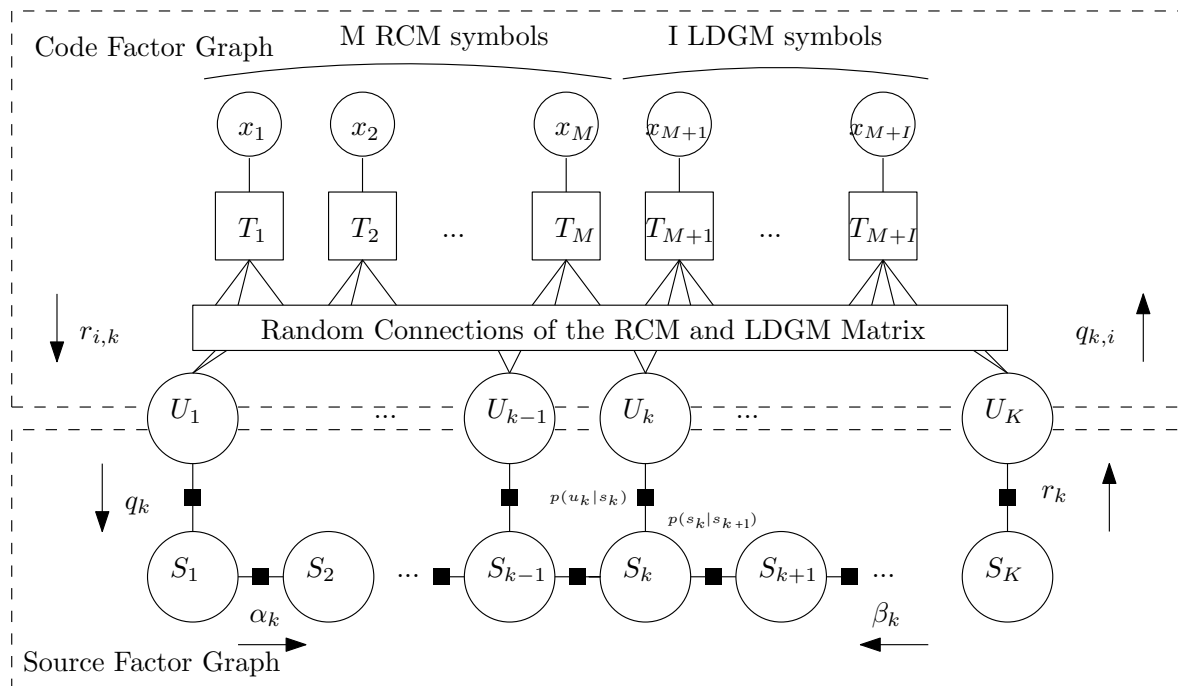 M RCM symbols I LDGM symbols
Code Factor Graph
x_1 x_2 x_M x_{M+1} x_{M+I}
T_1 T_2 ... T_M T_{M+1} ... T_{M+I}
r_{i,k} Random Connections of the RCM and LDGM Matrix q_{k,i}
U_1 ... U_{k-1} U_k ... U_K
q_k p(u_k|s_k) r_k
p(s_k|s_{k+1})
S_1 S_2 ... S_{k-1} S_k S_{k+1} ... S_K
α_k β_k
Source Factor Graph